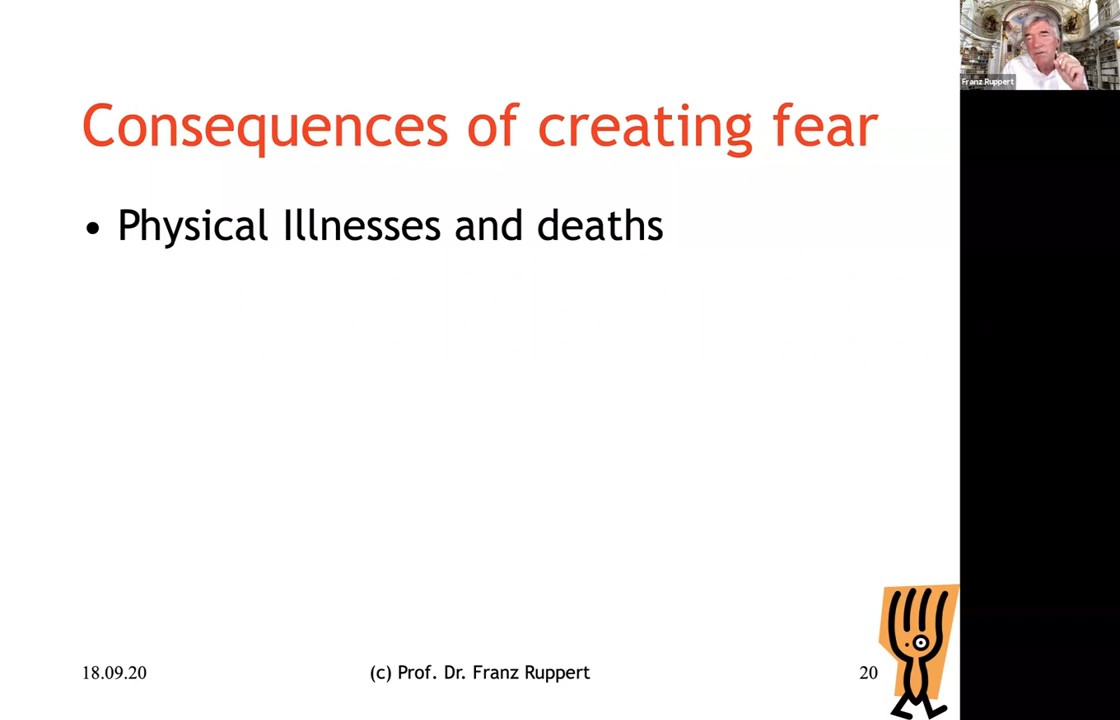 Franz Ruppert
Consequences of creating fear
• Physical Illnesses and deaths
18.09.20
(c) Prof. Dr. Franz Ruppert
20